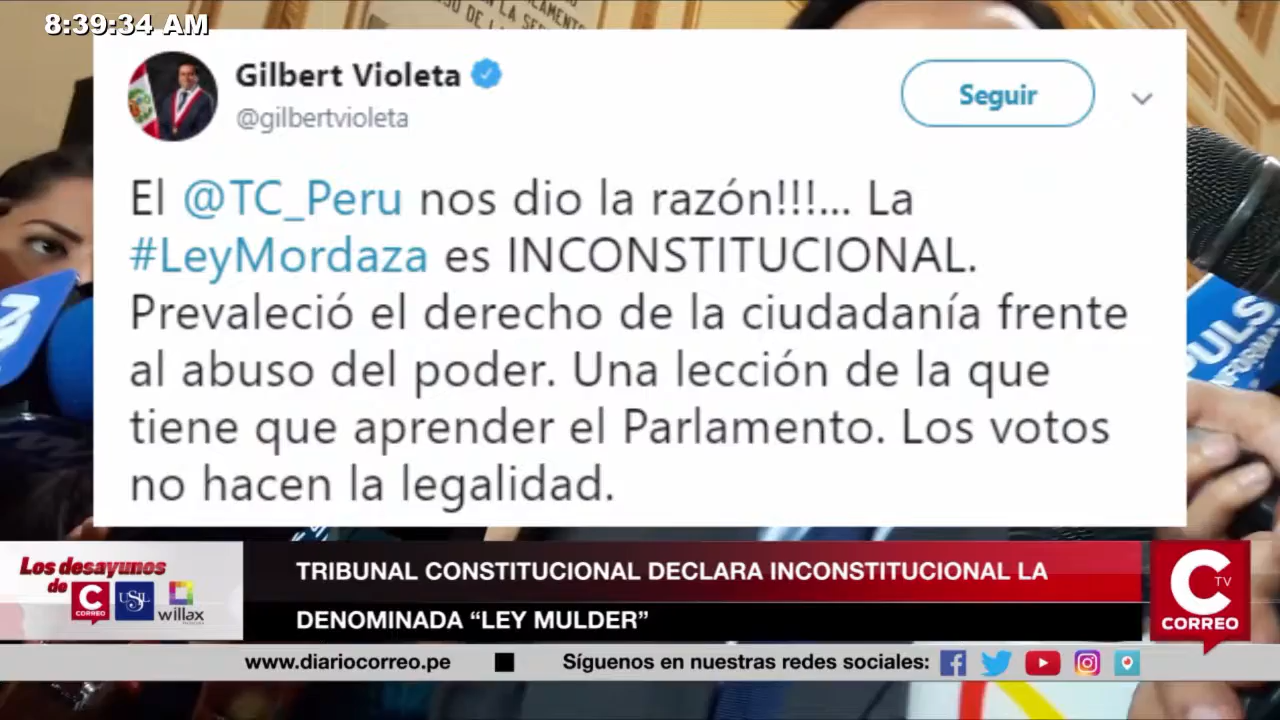 8:39:34 AM
Gilbert Violeta
@gilbertvioleta
Seguir
El @TC_Peru nos dio la razón!!!... La
#LeyMordaza es INCONSTITUCIONAL.
Prevaleció el derecho de la ciudadanía frente
al abuso del poder. Una lección de la que
tiene que aprender el Parlamento. Los votos
no hacen la legalidad.
PULS
INFORMA
Los desayunos
de
C
CORREO
USIL
willax
TRIBUNAL CONSTITUCIONAL DECLARA INCONSTITUCIONAL LA
DENOMINADA “LEY MULDER”
C TV
CORREO
www.diariocorreo.pe
Síguenos en nuestras redes sociales: